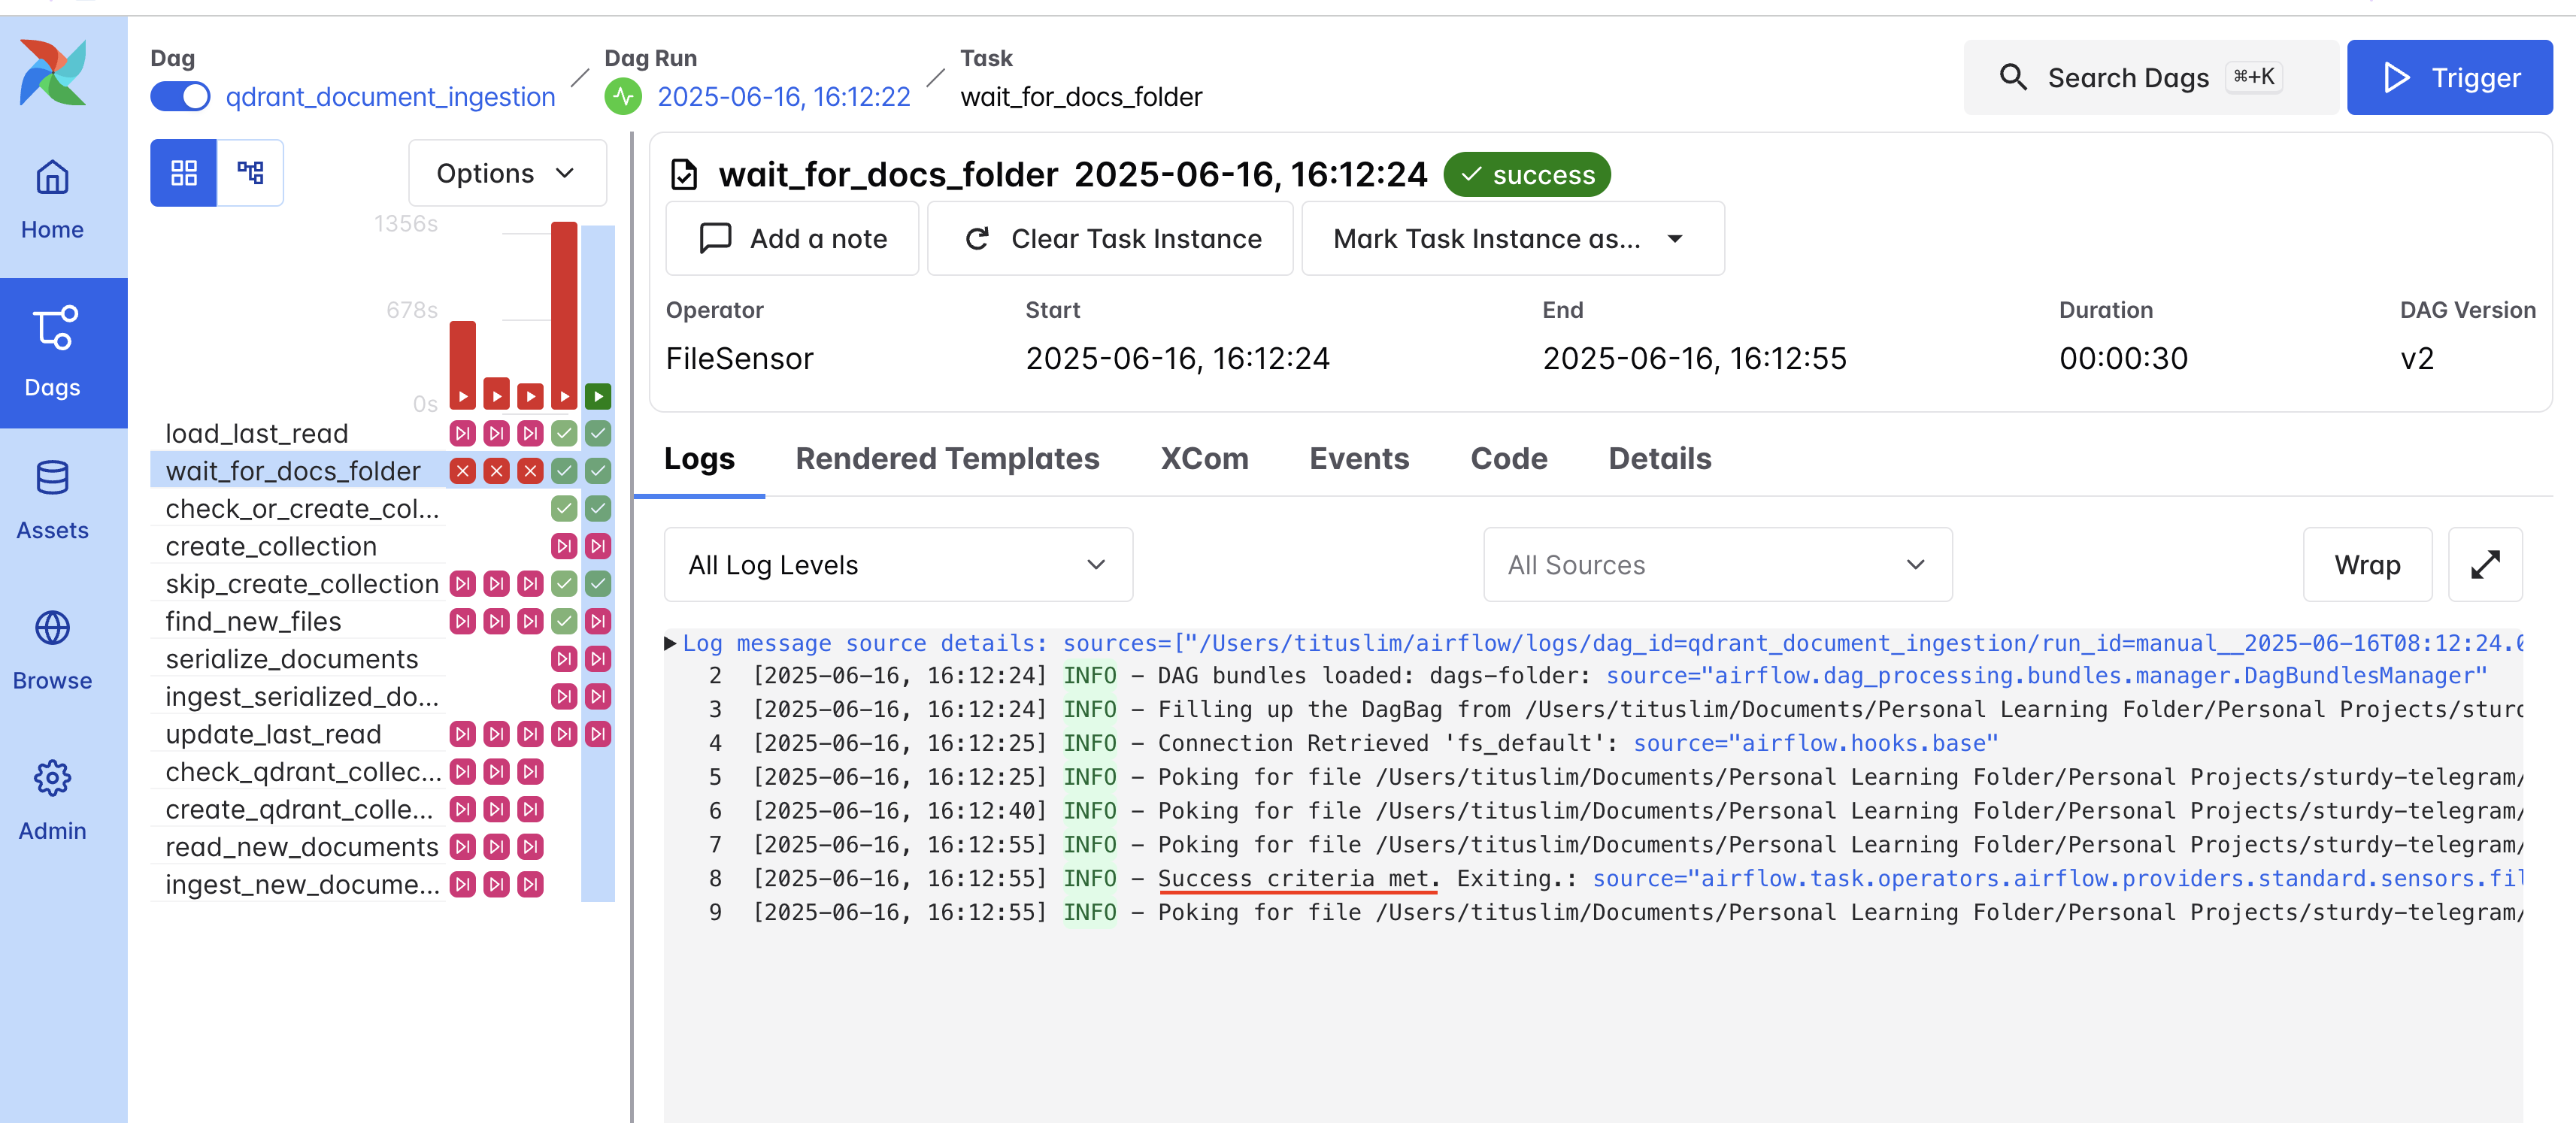 Dag
qdrant_document_ingestion
Dag Run
2025-06-16, 16:12:22
Task
wait_for_docs_folder
Search Dags ⌘+K
Trigger
Home
Dags
Assets
Browse
Admin
Options
1356s
678s
0s
load_last_read
wait_for_docs_folder
check_or_create_col...
create_collection
skip_create_collection
find_new_files
serialize_documents
ingest_serialized_do...
update_last_read
check_qdrant_collec...
create_qdrant_colle...
read_new_documents
ingest_new_docume...
wait_for_docs_folder 2025-06-16, 16:12:24 success
Add a note
Clear Task Instance
Mark Task Instance as...
Operator Start End Duration DAG Version
FileSensor 2025-06-16, 16:12:24 2025-06-16, 16:12:55 00:00:30 v2
Logs Rendered Templates XCom Events Code Details
All Log Levels All Sources Wrap
Log message source details: sources=["/Users/tituslim/airflow/logs/dag_id=qdrant_document_ingestion/run_id=manual__2025-06-16T08:12:24.0
2 [2025-06-16, 16:12:24] INFO - DAG bundles loaded: dags-folder: source="airflow.dag_processing.bundles.manager.DagBundlesManager"
3 [2025-06-16, 16:12:24] INFO - Filling up the DagBag from /Users/tituslim/Documents/Personal Learning Folder/Personal Projects/sturd
4 [2025-06-16, 16:12:25] INFO - Connection Retrieved 'fs_default': source="airflow.hooks.base"
5 [2025-06-16, 16:12:25] INFO - Poking for file /Users/tituslim/Documents/Personal Learning Folder/Personal Projects/sturdy-telegram/
6 [2025-06-16, 16:12:40] INFO - Poking for file /Users/tituslim/Documents/Personal Learning Folder/Personal Projects/sturdy-telegram/
7 [2025-06-16, 16:12:55] INFO - Poking for file /Users/tituslim/Documents/Personal Learning Folder/Personal Projects/sturdy-telegram/
8 [2025-06-16, 16:12:55] INFO - Success criteria met. Exiting.: source="airflow.task.operators.airflow.providers.standard.sensors.fil
9 [2025-06-16, 16:12:55] INFO - Poking for file /Users/tituslim/Documents/Personal Learning Folder/Personal Projects/sturdy-telegram/